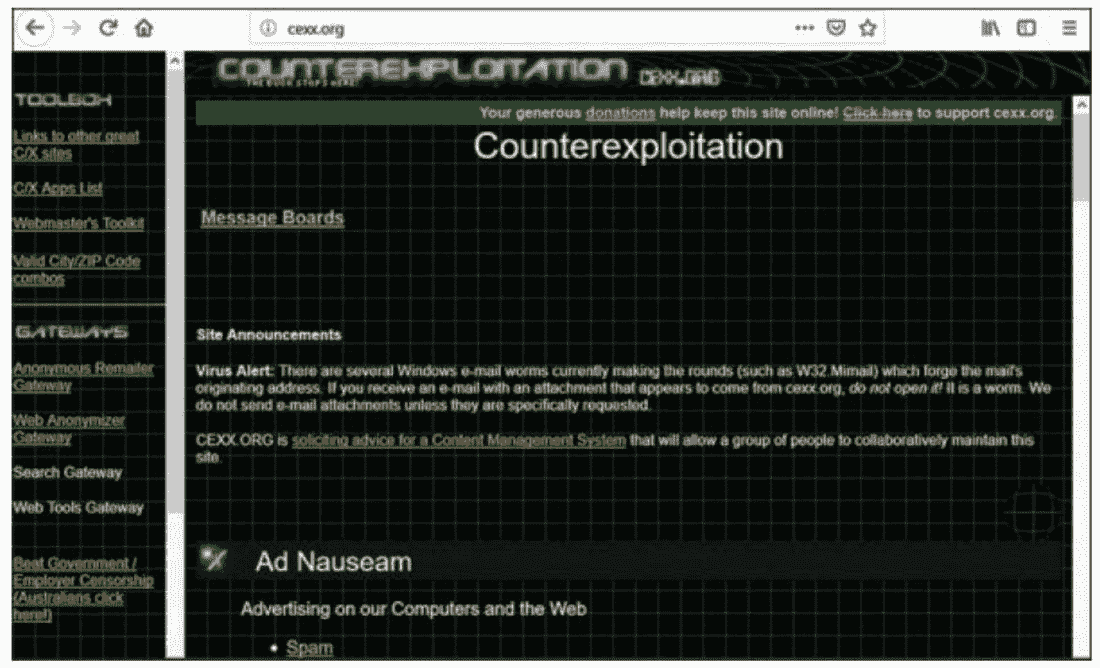 cexx.org
COUNTEREXPLOITATION
THE BUCK STOPS HERE!
CEXX.ORG
TOOLBOX
Links to other great
C/X sites
C/X Apps List
Webmaster's Toolkit
Valid City/ZIP Code
combos
GATEWAYS
Anonymous Remailer
Gateway
Web Anonymizer
Gateway
Search Gateway
Web Tools Gateway
Beat Government /
Employer Censorship
(Australians click
here!)
Your generous donations help keep this site online! Click here to support cexx.org.
Counterexploitation
Message Boards
Site Announcements
Virus Alert: There are several Windows e-mail worms currently making the rounds (such as W32.Mimail) which forge the mail's
originating address. If you receive an e-mail with an attachment that appears to come from cexx.org, do not open it! It is a worm. We
do not send e-mail attachments unless they are specifically requested.
CEXX.ORG is soliciting advice for a Content Management System that will allow a group of people to collaboratively maintain this
site.
Ad Nauseam
Advertising on our Computers and the Web
• Spam